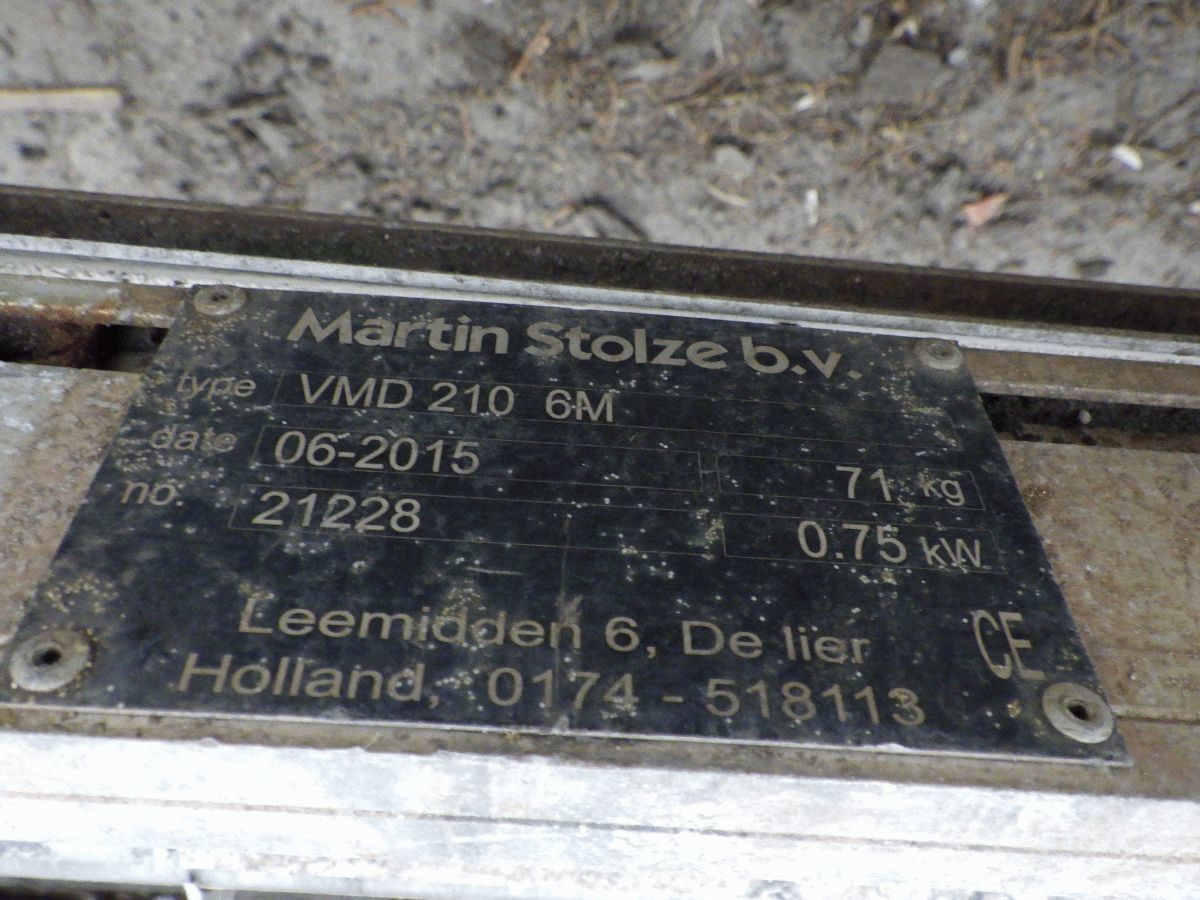 Martin Stolze b.v.
type VMD 210 6M
date 06-2015 71 kg
no. 21228 0.75 kW
Leemidden 6, De lier
Holland, 0174 - 518113
CE